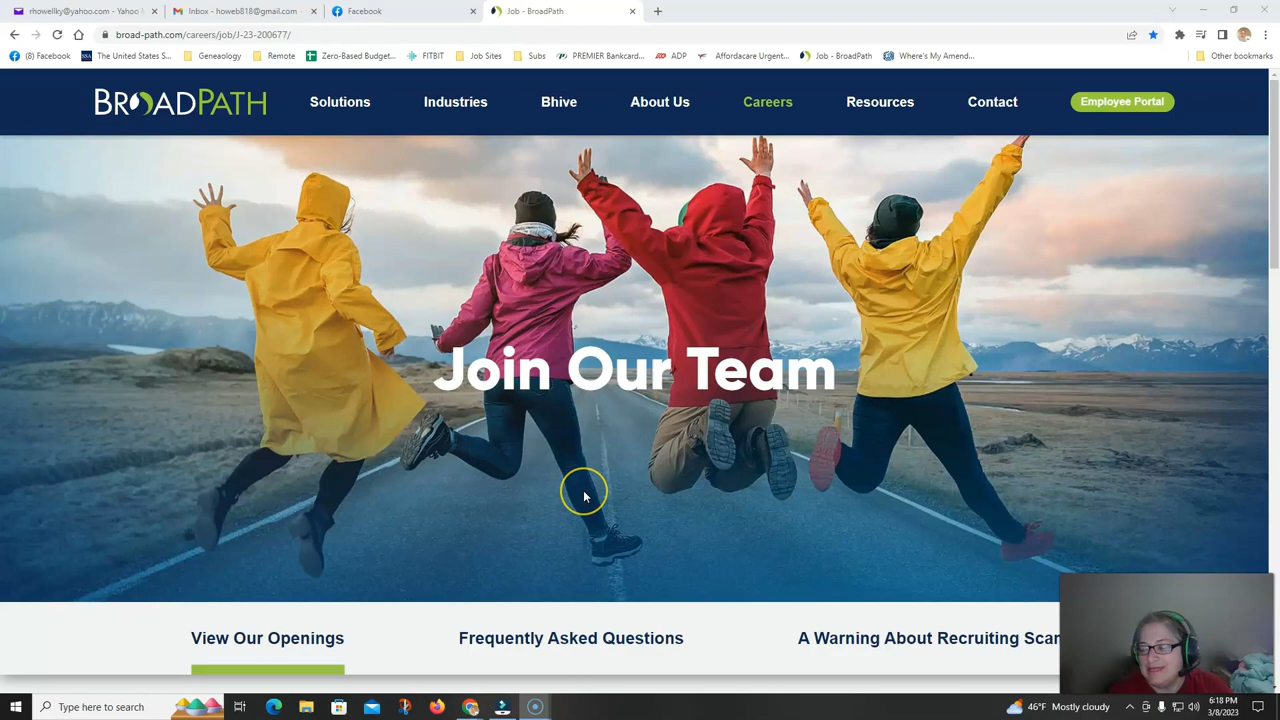 rhowellky@yahoo.com - Yahoo
Inbox - howeb818@gmail.com
Facebook
Job - BroadPath
broad-path.com/careers/job/J-23-200677/
(8) Facebook
The United States S...
Geneaology
Remote
Zero-Based Budget...
FITBIT
Job Sites
Subs
PREMIER Bankcard...
ADP
Affordacare Urgent...
Job - BroadPath
Where's My Amend...
Other bookmarks
BROADPATH
Solutions
Industries
Bhive
About Us
Careers
Resources
Contact
Employee Portal
Join Our Team
View Our Openings
Frequently Asked Questions
A Warning About Recruiting Scar
Type here to search
46°F Mostly cloudy
6:18 PM
3/8/2023